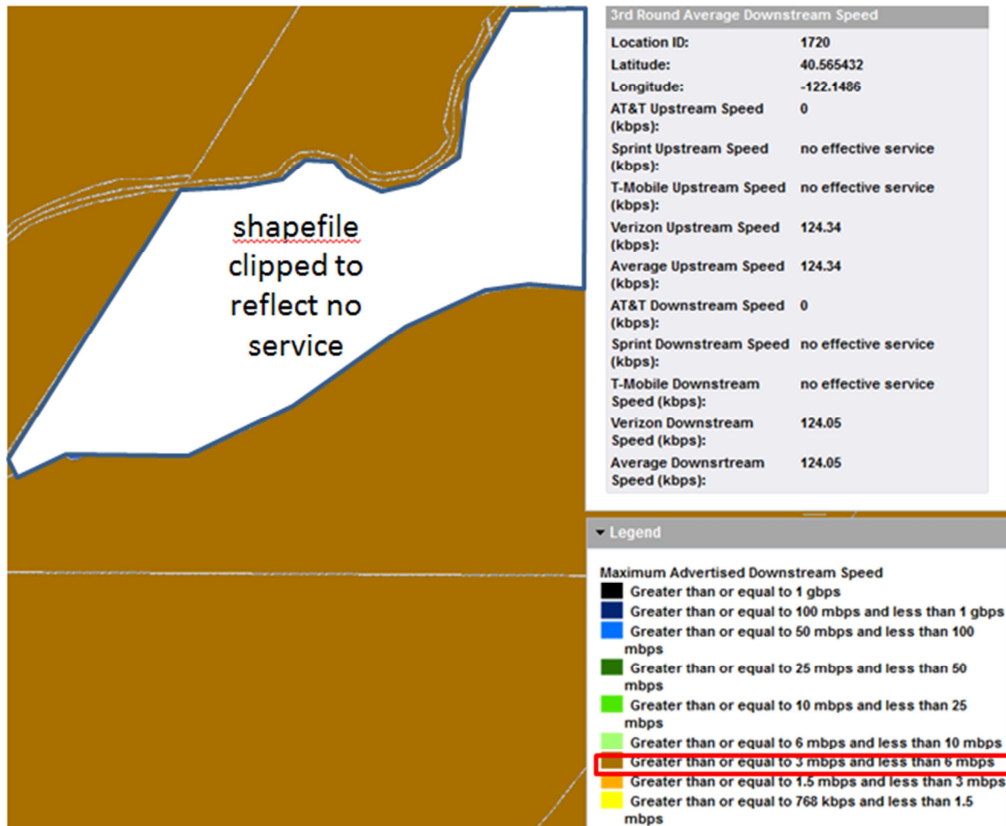 shapefile
clipped to
reflect no
service
3rd Round Average Downstream Speed
Location ID: 1720
Latitude: 40.565432
Longitude: -122.1486
AT&T Upstream Speed 0
(kbps):
Sprint Upstream Speed no effective service
(kbps):
T-Mobile Upstream Speed no effective service
(kbps):
Verizon Upstream Speed 124.34
(kbps):
Average Upstream Speed 124.34
(kbps):
AT&T Downstream Speed 0
(kbps):
Sprint Downstream Speed no effective service
(kbps):
T-Mobile Downstream no effective service
Speed (kbps):
Verizon Downstream 124.05
Speed (kbps):
Average Downsrtream 124.05
Speed (kbps):
Legend
Maximum Advertised Downstream Speed
Greater than or equal to 1 gbps
Greater than or equal to 100 mbps and less than 1 gbps
Greater than or equal to 50 mbps and less than 100
mbps
Greater than or equal to 25 mbps and less than 50
mbps
Greater than or equal to 10 mbps and less than 25
mbps
Greater than or equal to 6 mbps and less than 10 mbps
Greater than or equal to 3 mbps and less than 6 mbps
Greater than or equal to 1.5 mbps and less than 3 mbps
Greater than or equal to 768 kbps and less than 1.5
mbps